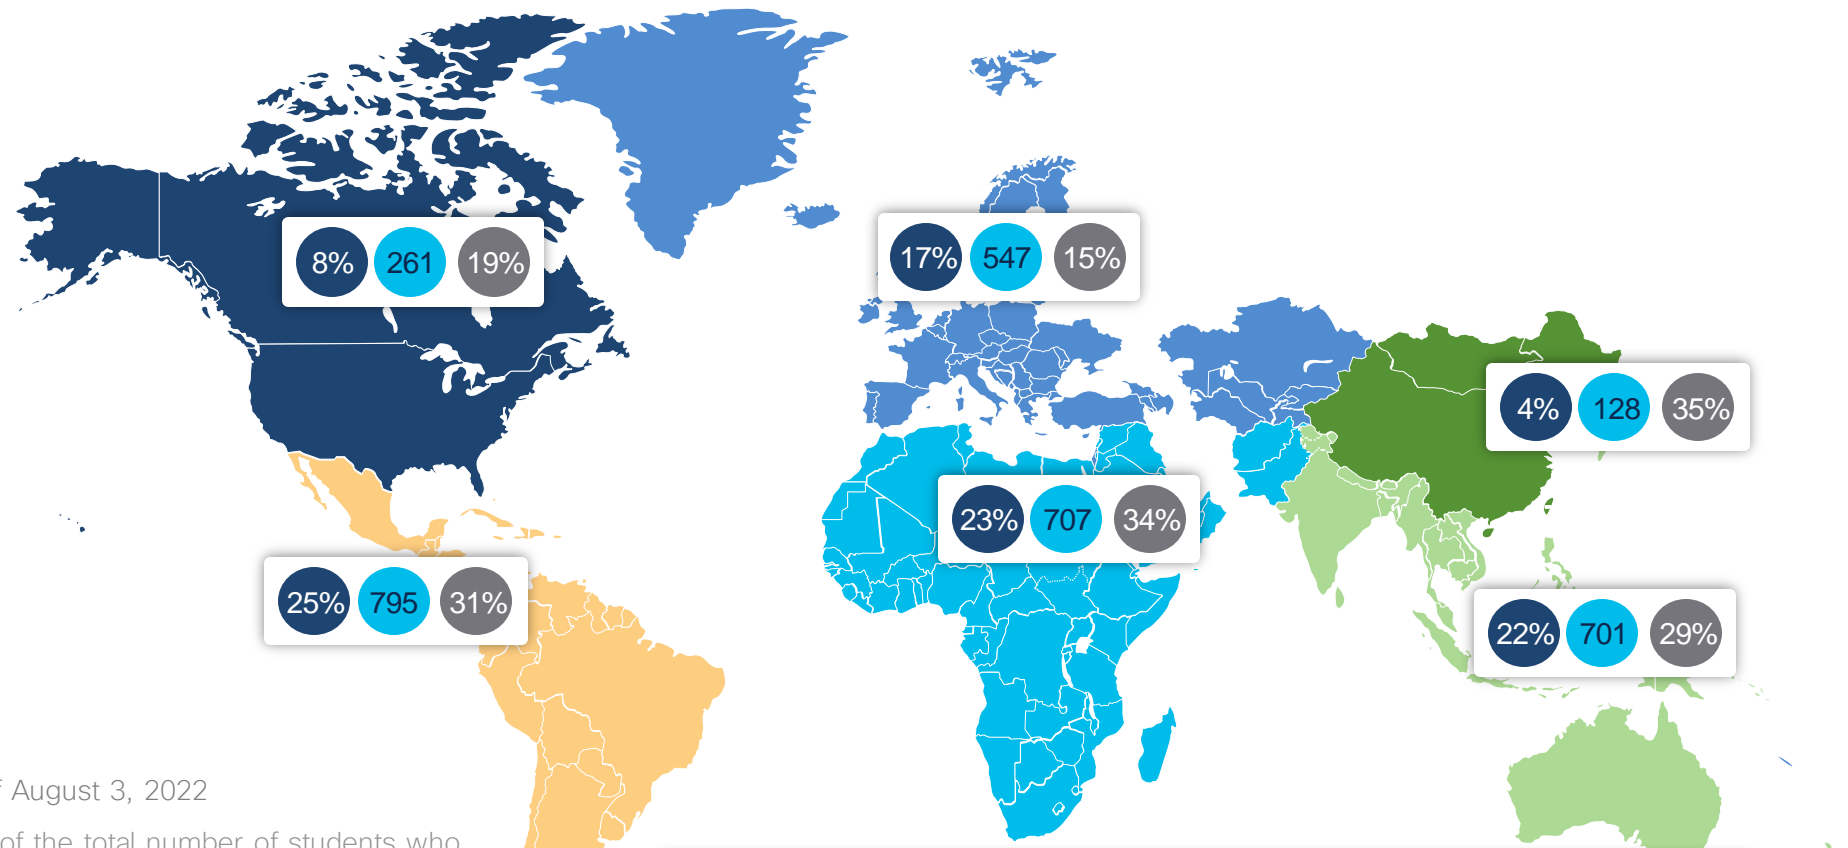 8% 261 19%
17% 547 15%
4% 128 35%
23% 707 34%
25% 795 31%
22% 701 29%
August 3, 2022
of the total number of students who